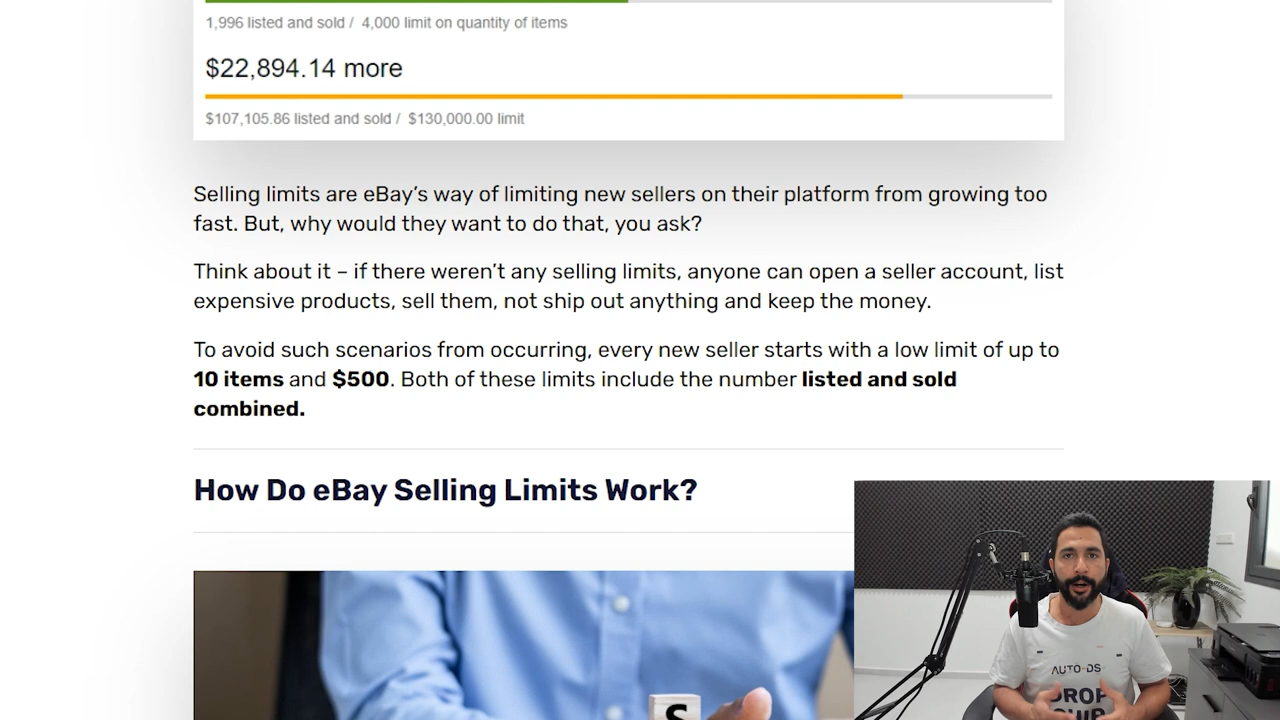 1,996 listed and sold / 4,000 limit on quantity of items
$22,894.14 more
$107,105.86 listed and sold / $130,000.00 limit
Selling limits are eBay’s way of limiting new sellers on their platform from growing too
fast. But, why would they want to do that, you ask?
Think about it – if there weren’t any selling limits, anyone can open a seller account, list
expensive products, sell them, not ship out anything and keep the money.
To avoid such scenarios from occurring, every new seller starts with a low limit of up to
10 items and $500. Both of these limits include the number listed and sold
combined.
How Do eBay Selling Limits Work?
S
AUTO-DS
DROP
SHIP